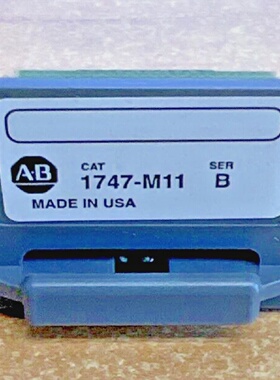 A-B
CAT SER
1747-M11 B
MADE IN USA